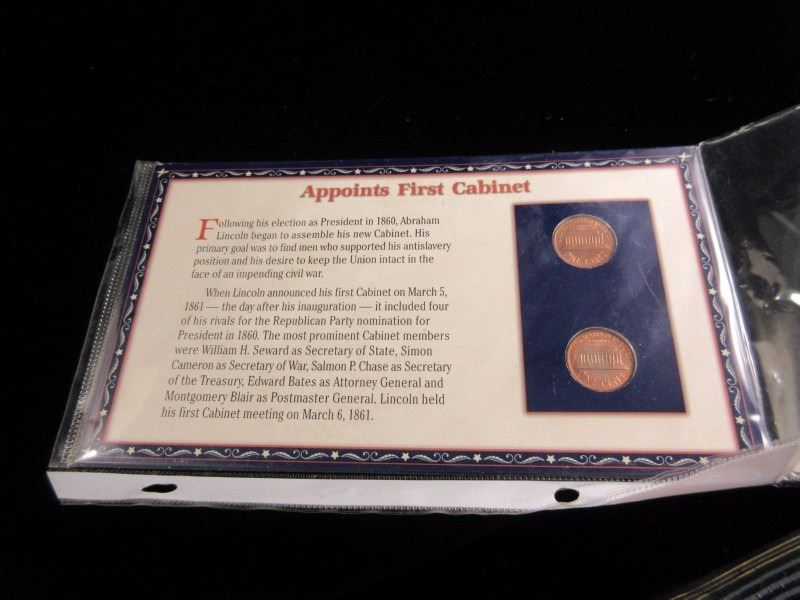 Appoints First Cabinet
Following his election as President in 1860, Abraham
Lincoln began to assemble his new Cabinet. His
primary goal was to find men who supported his antislavery
position and his desire to keep the Union intact in the
face of an impending civil war.
When Lincoln announced his first Cabinet on March 5,
1861 — the day after his inauguration — it included four
of his rivals for the Republican Party nomination for
President in 1860. The most prominent Cabinet members
were William H. Seward as Secretary of State, Simon
Cameron as Secretary of War, Salmon P. Chase as Secretary
of the Treasury, Edward Bates as Attorney General and
Montgomery Blair as Postmaster General. Lincoln held
his first Cabinet meeting on March 6, 1861.
ONE CENT
ONE CENT